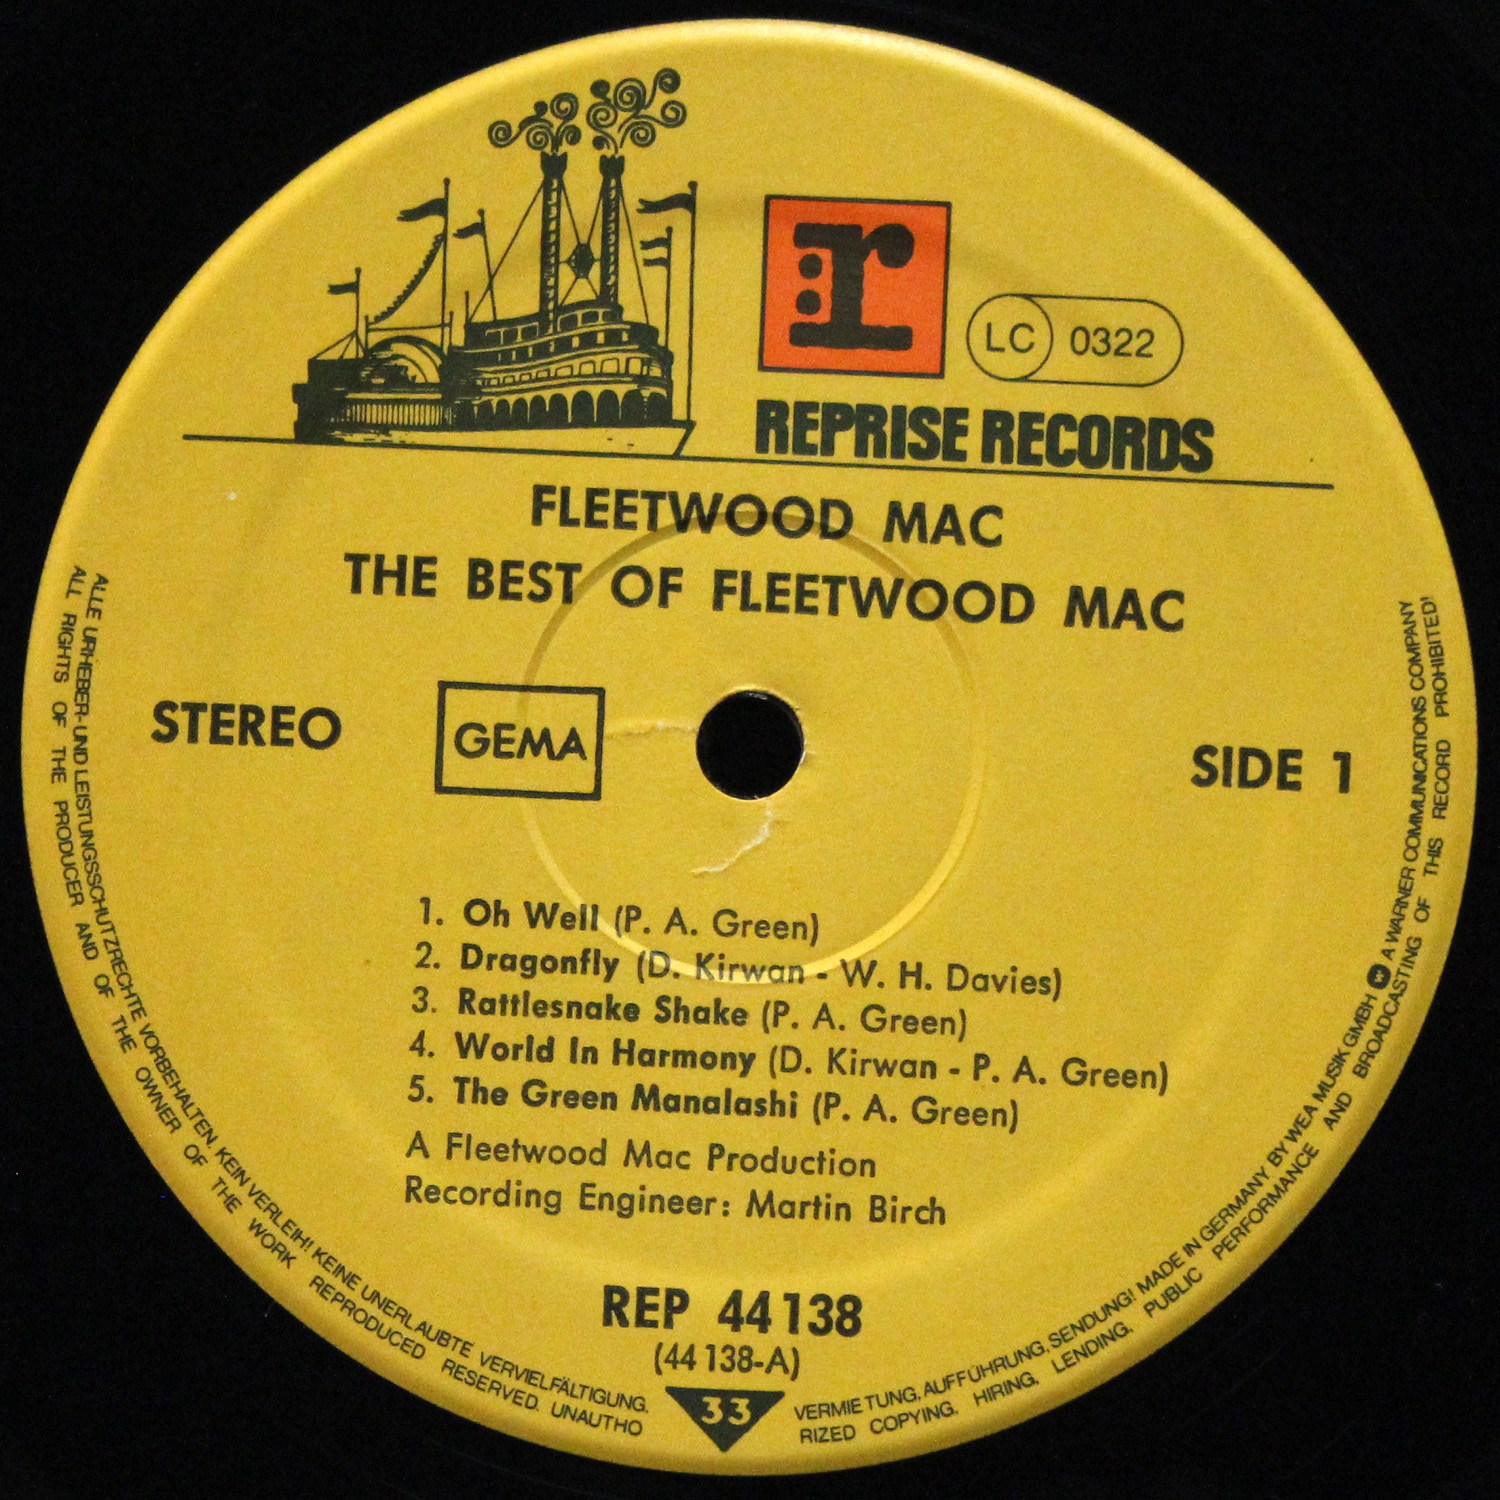 r
LC 0322
REPRISE RECORDS
FLEETWOOD MAC
THE BEST OF FLEETWOOD MAC
STEREO
GEMA
SIDE 1
1. Oh Well (P. A. Green)
2. Dragonfly (D. Kirwan - W. H. Davies)
3. Rattlesnake Shake (P. A. Green)
4. World In Harmony (D. Kirwan - P. A. Green)
5. The Green Manalashi (P. A. Green)
A Fleetwood Mac Production
Recording Engineer: Martin Birch
REP 44 138
(44 138-A)
33
ALLE URHEBER- UND LEISTUNGSSCHUTZRECHTE VORBEHALTEN. KEIN VERLEIH! KEINE UNERLAUBTE VERVIELFÄLTIGUNG, VERMIETUNG, AUFFÜHRUNG, SENDUNG! MADE IN GERMANY BY WEA MUSIK GMBH W A WARNER COMMUNICATIONS COMPANY
ALL RIGHTS OF THE PRODUCER AND OF THE OWNER OF THE WORK REPRODUCED RESERVED. UNAUTHORIZED COPYING, HIRING, LENDING, PUBLIC PERFORMANCE AND BROADCASTING OF THIS RECORD PROHIBITED!